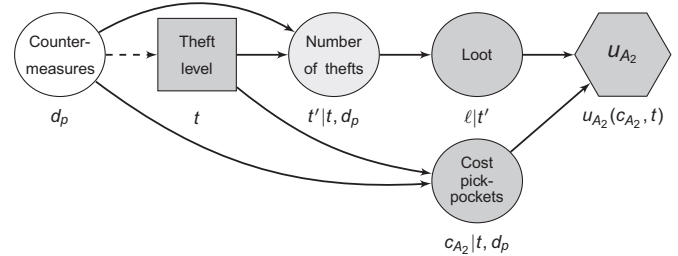 Counter-
measures
Theft
level
Number
of thefts
Loot
u_{A_2}
d_p
t
t′|t, d_p
ℓ|t′
u_{A_2}(c_{A_2}, t)
Cost
pick-
pockets
c_{A_2}|t, d_p